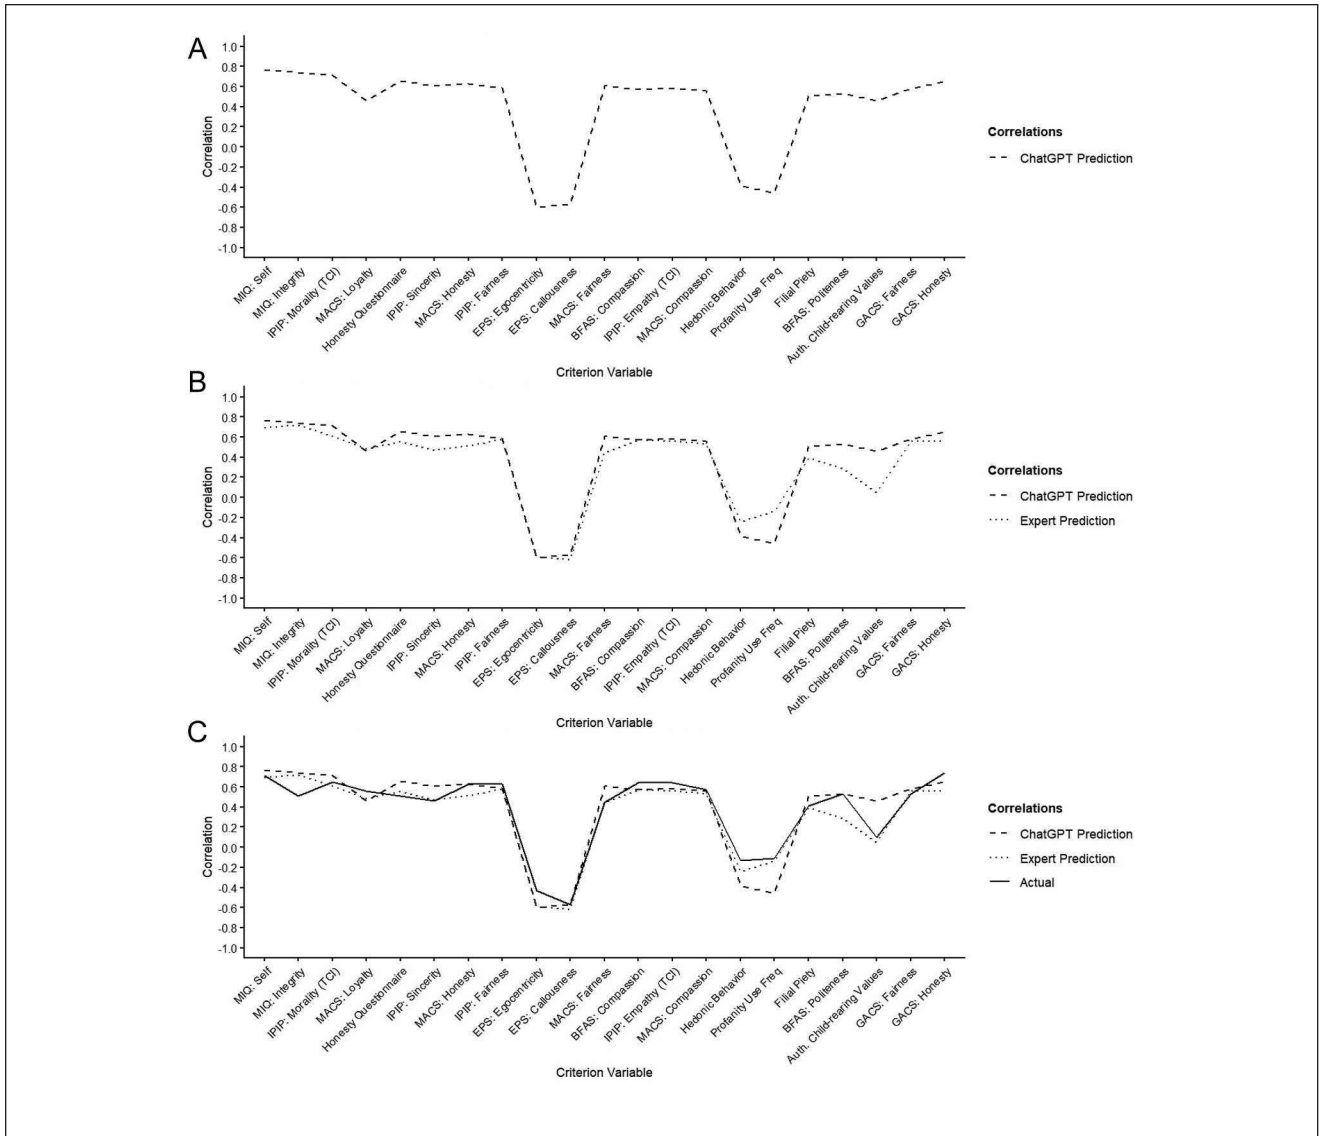 A
1.0
0.8
0.6
0.4
0.2
0.0
-0.2
-0.4
-0.6
-0.8
-1.0
Correlation
MIQ: Self
MIQ: Integrity
IPIP: Morality (TCI)
MACS: Loyalty
Honesty Questionnaire
IPIP: Sincerity
MACS: Honesty
IPIP: Fairness
EPS: Egocentricity
EPS: Callousness
MACS: Fairness
BFAS: Compassion
IPIP: Empathy (TCI)
MACS: Compassion
Hedonic Behavior
Profanity Use Freq
Filial Piety
BFAS: Politeness
Auth. Child-rearing Values
GACS: Fairness
GACS: Honesty
Criterion Variable
Correlations
ChatGPT Prediction
B
1.0
0.8
0.6
0.4
0.2
0.0
-0.2
-0.4
-0.6
-0.8
-1.0
Correlation
MIQ: Self
MIQ: Integrity
IPIP: Morality (TCI)
MACS: Loyalty
Honesty Questionnaire
IPIP: Sincerity
MACS: Honesty
IPIP: Fairness
EPS: Egocentricity
EPS: Callousness
MACS: Fairness
BFAS: Compassion
IPIP: Empathy (TCI)
MACS: Compassion
Hedonic Behavior
Profanity Use Freq
Filial Piety
BFAS: Politeness
Auth. Child-rearing Values
GACS: Fairness
GACS: Honesty
Criterion Variable
Correlations
ChatGPT Prediction
Expert Prediction
C
1.0
0.8
0.6
0.4
0.2
0.0
-0.2
-0.4
-0.6
-0.8
-1.0
Correlation
MIQ: Self
MIQ: Integrity
IPIP: Morality (TCI)
MACS: Loyalty
Honesty Questionnaire
IPIP: Sincerity
MACS: Honesty
IPIP: Fairness
EPS: Egocentricity
EPS: Callousness
MACS: Fairness
BFAS: Compassion
IPIP: Empathy (TCI)
MACS: Compassion
Hedonic Behavior
Profanity Use Freq
Filial Piety
BFAS: Politeness
Auth. Child-rearing Values
GACS: Fairness
GACS: Honesty
Criterion Variable
Correlations
ChatGPT Prediction
Expert Prediction
Actual